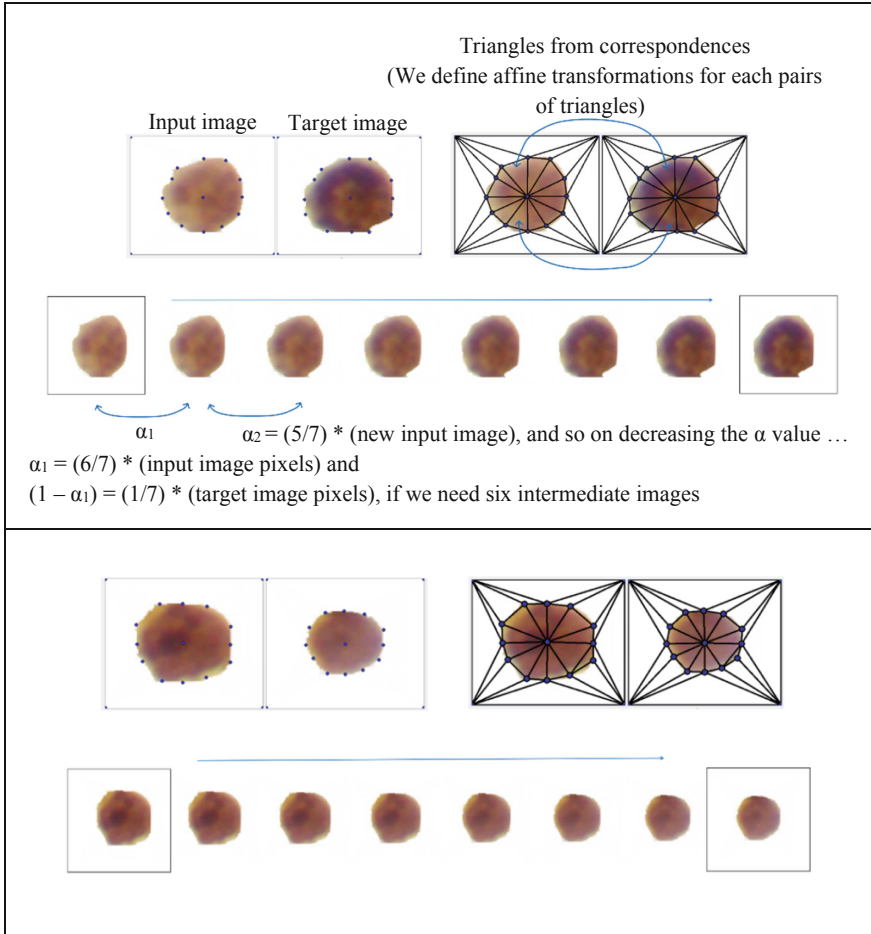 Triangles from correspondences
(We define affine transformations for each pairs
of triangles)
Input image
Target image
α₁
α₂ = (5/7) * (new input image), and so on decreasing the α value …
α₁ = (6/7) * (input image pixels) and
(1 – α₁) = (1/7) * (target image pixels), if we need six intermediate images